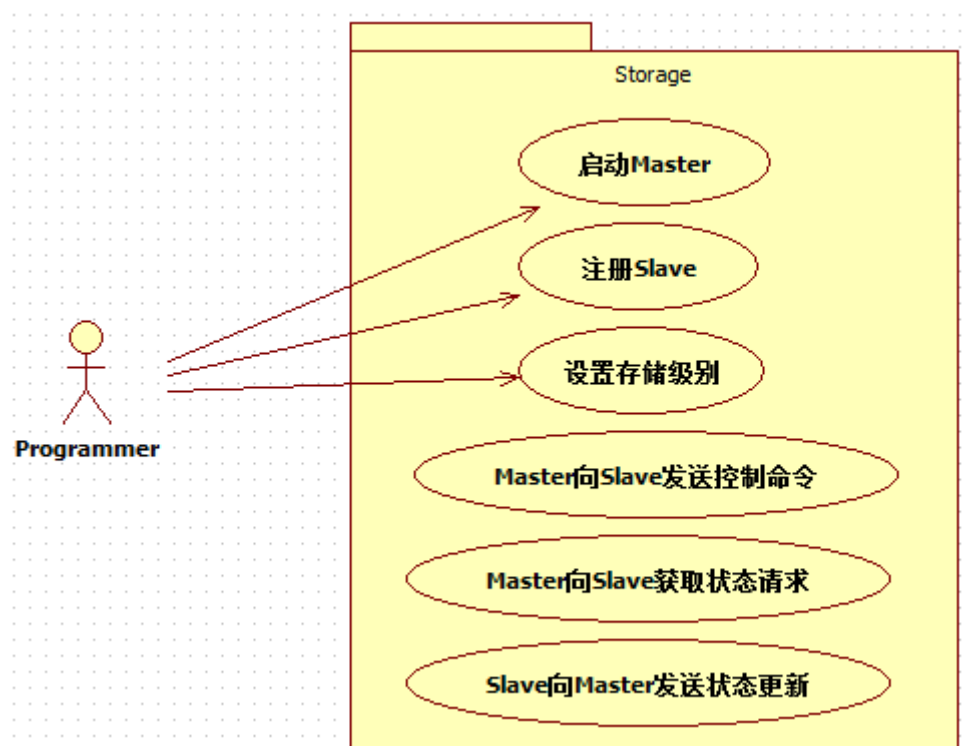 Storage
启动Master
注册Slave
设置存储级别
Programmer
Master向Slave发送控制命令
Master向Slave获取状态请求
Slave向Master发送状态更新